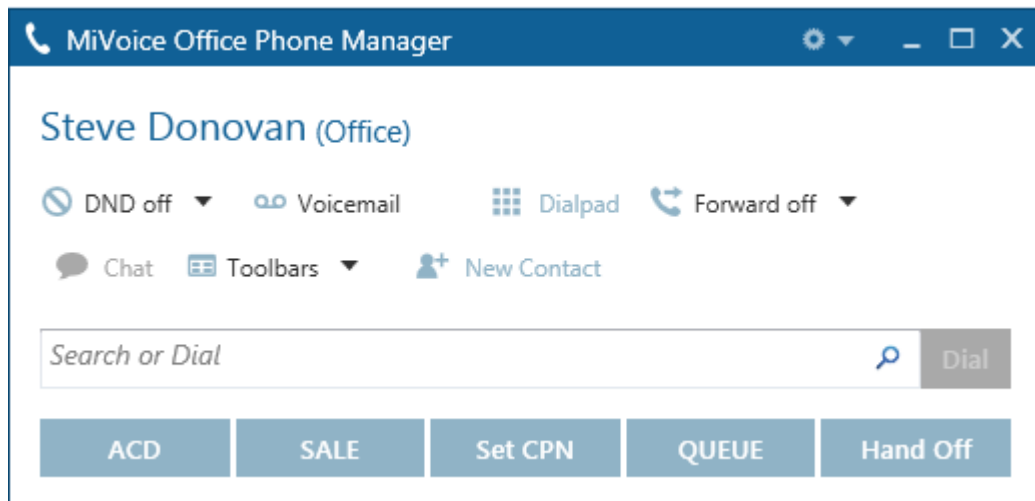 MiVoice Office Phone Manager
Steve Donovan (Office)
DND off Voicemail Dialpad Forward off
Chat Toolbars New Contact
Search or Dial Dial
ACD SALE Set CPN QUEUE Hand Off